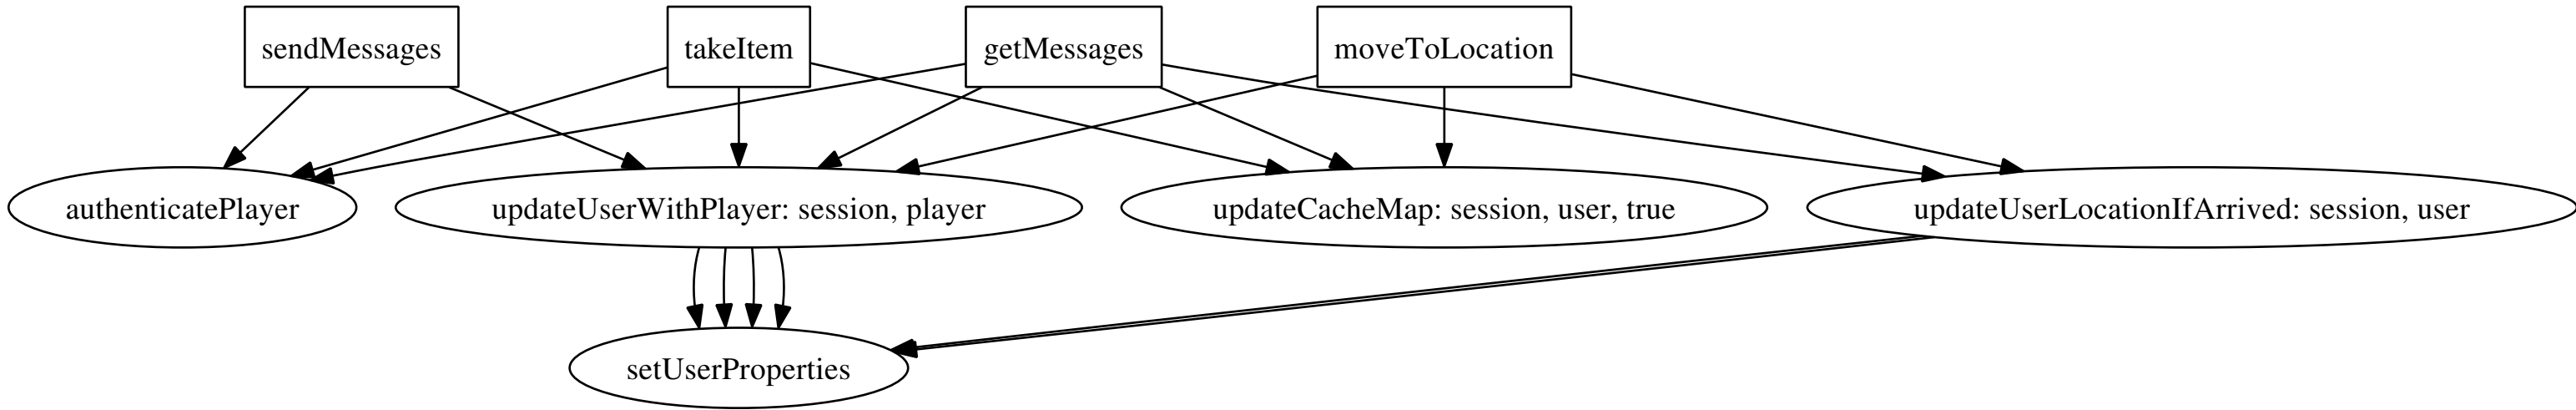 sendMessages
takeItem
getMessages
moveToLocation
authenticatePlayer
updateUserWithPlayer: session, player
updateCacheMap: session, user, true
updateUserLocationIfArrived: session, user
setUserProperties